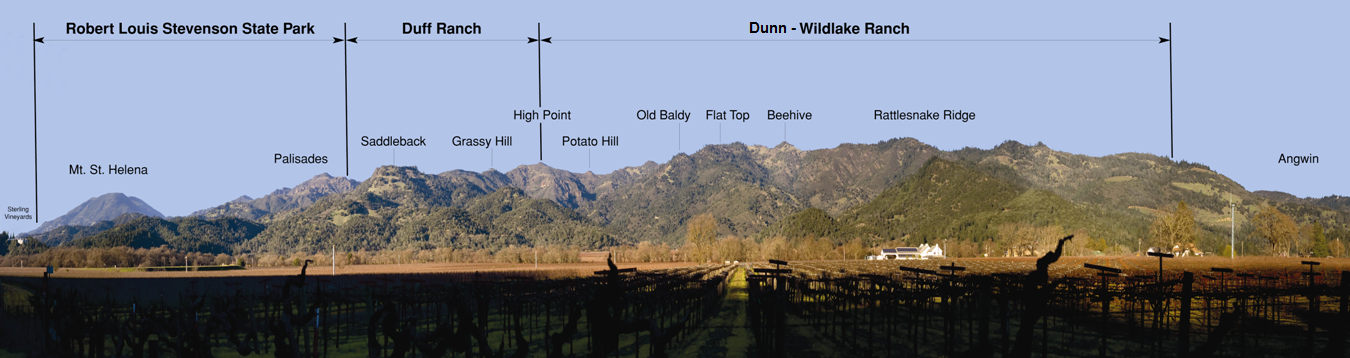 Robert Louis Stevenson State Park
Duff Ranch
Dunn - Wildlake Ranch
High Point
Old Baldy
Flat Top
Beehive
Rattlesnake Ridge
Saddleback
Grassy Hill
Potato Hill
Palisades
Angwin
Mt. St. Helena
Sterling
Vineyards